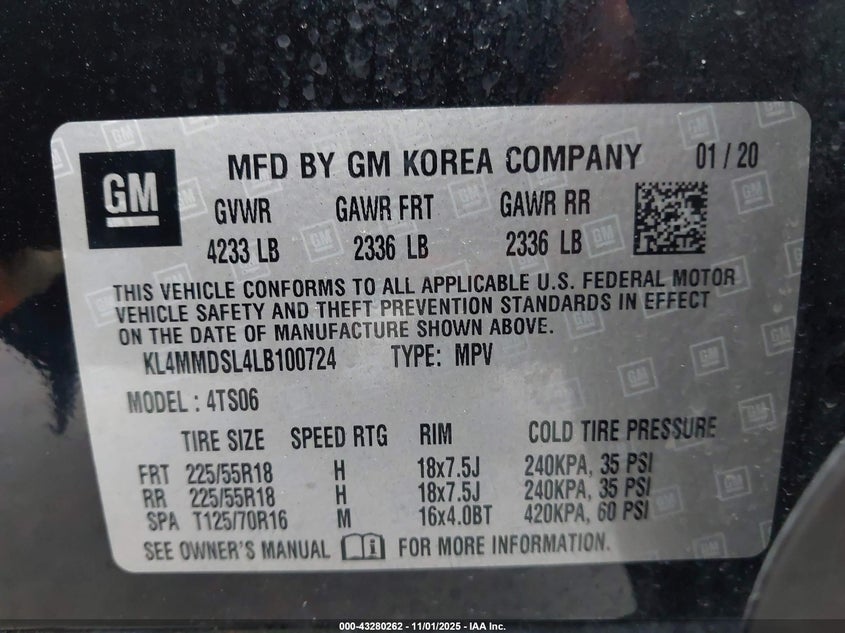 GM
MFD BY GM KOREA COMPANY 01 / 20
GVWR GAWR FRT GAWR RR
4233 LB 2336 LB 2336 LB
THIS VEHICLE CONFORMS TO ALL APPLICABLE U.S. FEDERAL MOTOR
VEHICLE SAFETY AND THEFT PREVENTION STANDARDS IN EFFECT
ON THE DATE OF MANUFACTURE SHOWN ABOVE.
KL4MMDSL4LB100724 TYPE: MPV
MODEL : 4TS06
TIRE SIZE SPEED RTG RIM COLD TIRE PRESSURE
FRT 225/55R18 H 18x7.5J 240KPA, 35 PSI
RR 225/55R18 H 18x7.5J 240KPA, 35 PSI
SPA T125/70R16 M 16x4.0BT 420KPA, 60 PSI
SEE OWNER'S MANUAL FOR MORE INFORMATION.
000-43280262 - 11/01/2025 - IAA Inc.